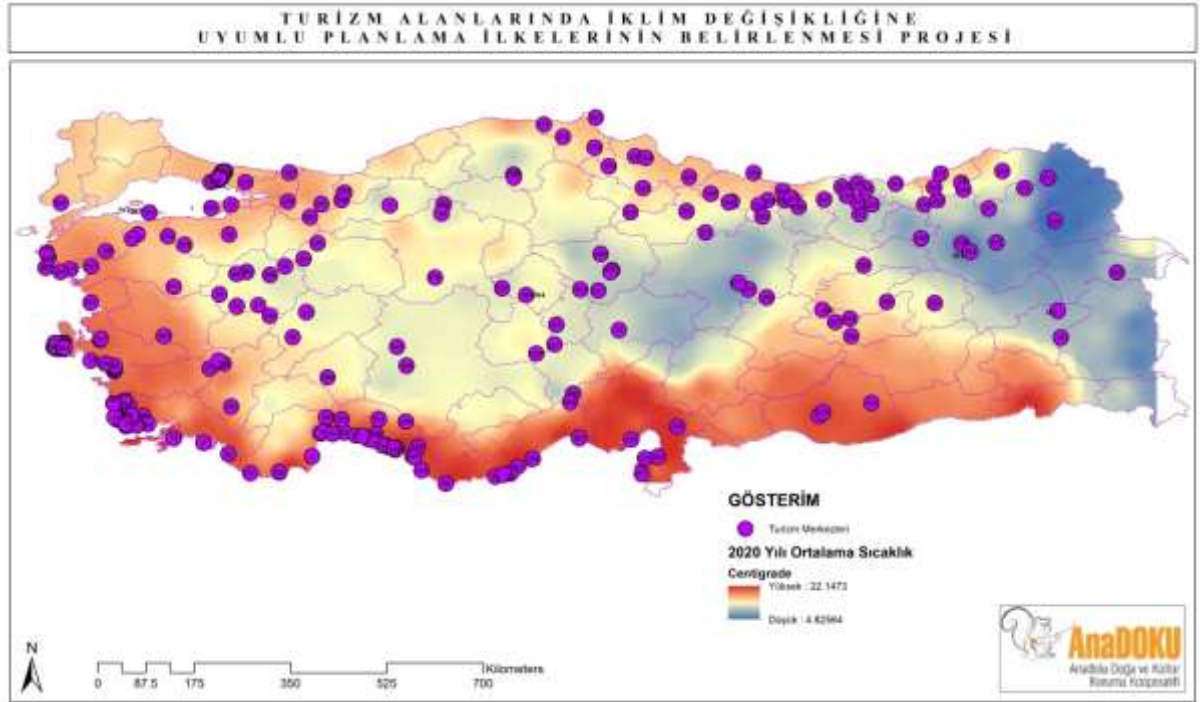 TURİZM ALANLARINDA İKLİM DEĞİŞİKLİĞİNE
UYUMLU PLANLAMA İLKELERİNİN BELİRLENMESİ PROJESİ
GÖSTERİM
Turizm Merkezleri
2020 Yılı Ortalama Sıcaklık
Centigrade
Yüksek : 22.1473
Düşük : 4.62964
N
Kilometers
0 87.5 175 350 525 700
AnaDOKU
Anadolu Doğa ve Kültür
Koruma Kooperatifi